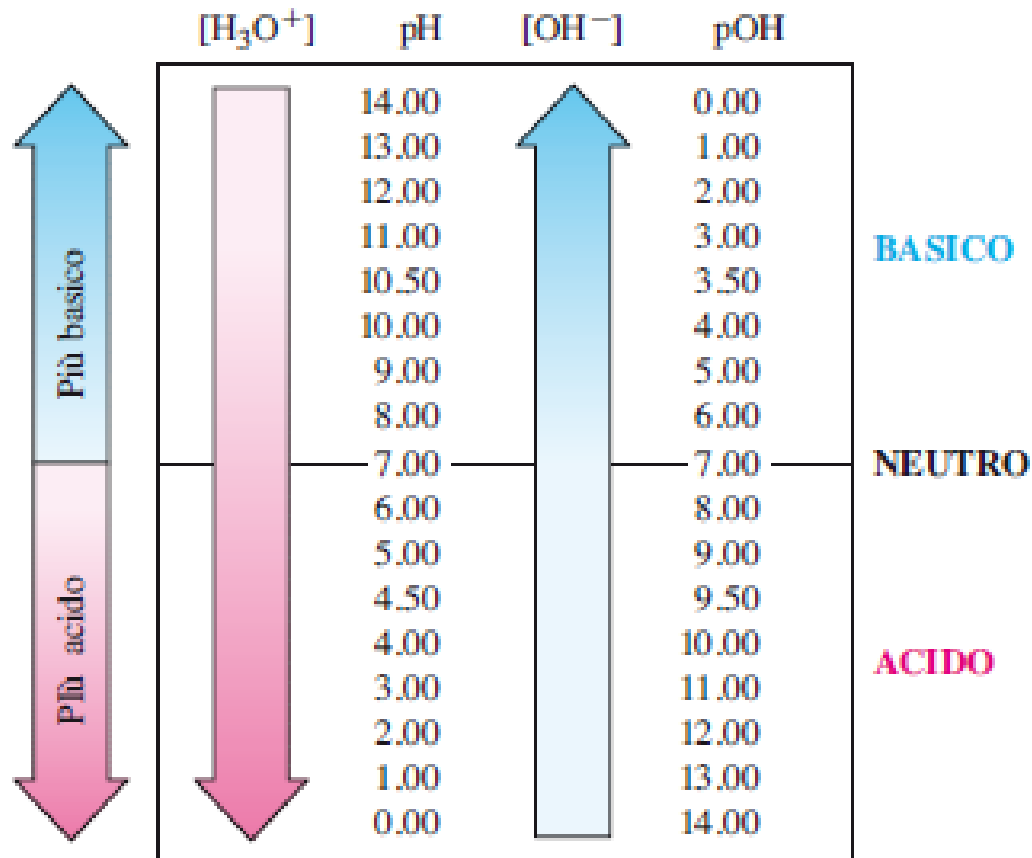 [H₃O⁺] pH [OH⁻] pOH
14.00 0.00
13.00 1.00
12.00 2.00
11.00 3.00
BASICO
10.50 3.50
10.00 4.00
9.00 5.00
8.00 6.00
Più basico
7.00 7.00 NEUTRO
6.00 8.00
5.00 9.00
4.50 9.50
4.00 10.00
ACIDO
3.00 11.00
2.00 12.00
1.00 13.00
0.00 14.00
PIù acido